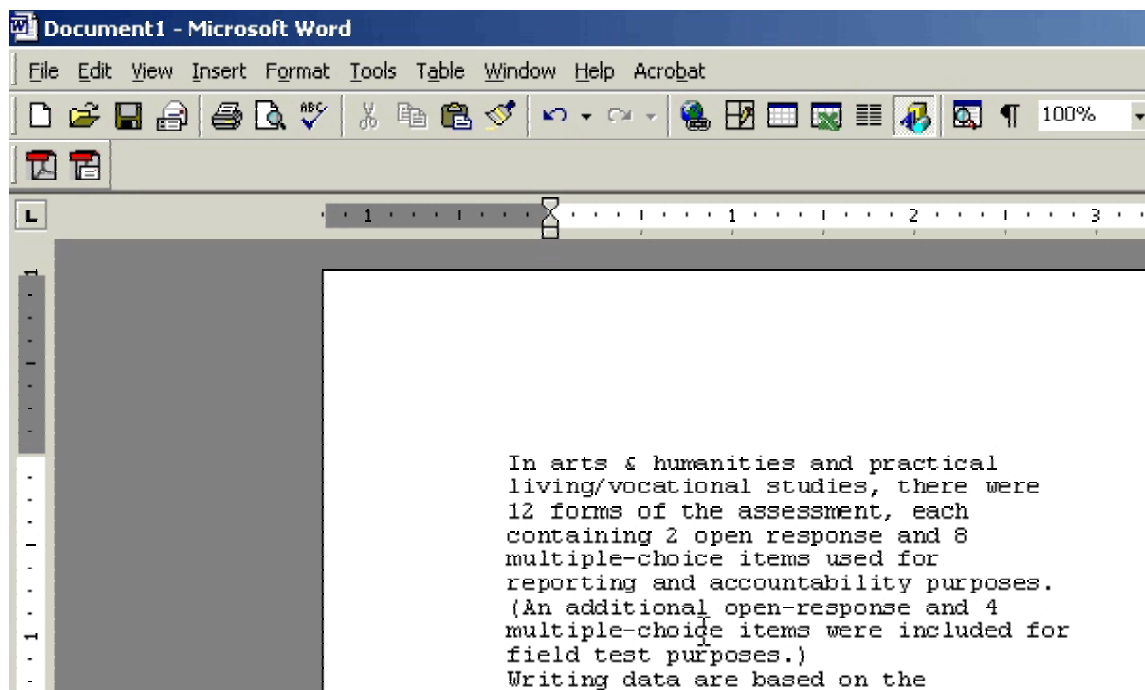 Document1 - Microsoft Word
File Edit View Insert Format Tools Table Window Help Acrobat
ABC
100%
L
1 1 2 3
1
1
In arts & humanities and practical
living/vocational studies, there were
12 forms of the assessment, each
containing 2 open response and 8
multiple-choice items used for
reporting and accountability purposes.
(An additional open-response and 4
multiple-choice items were included for
field test purposes.)
Writing data are based on the